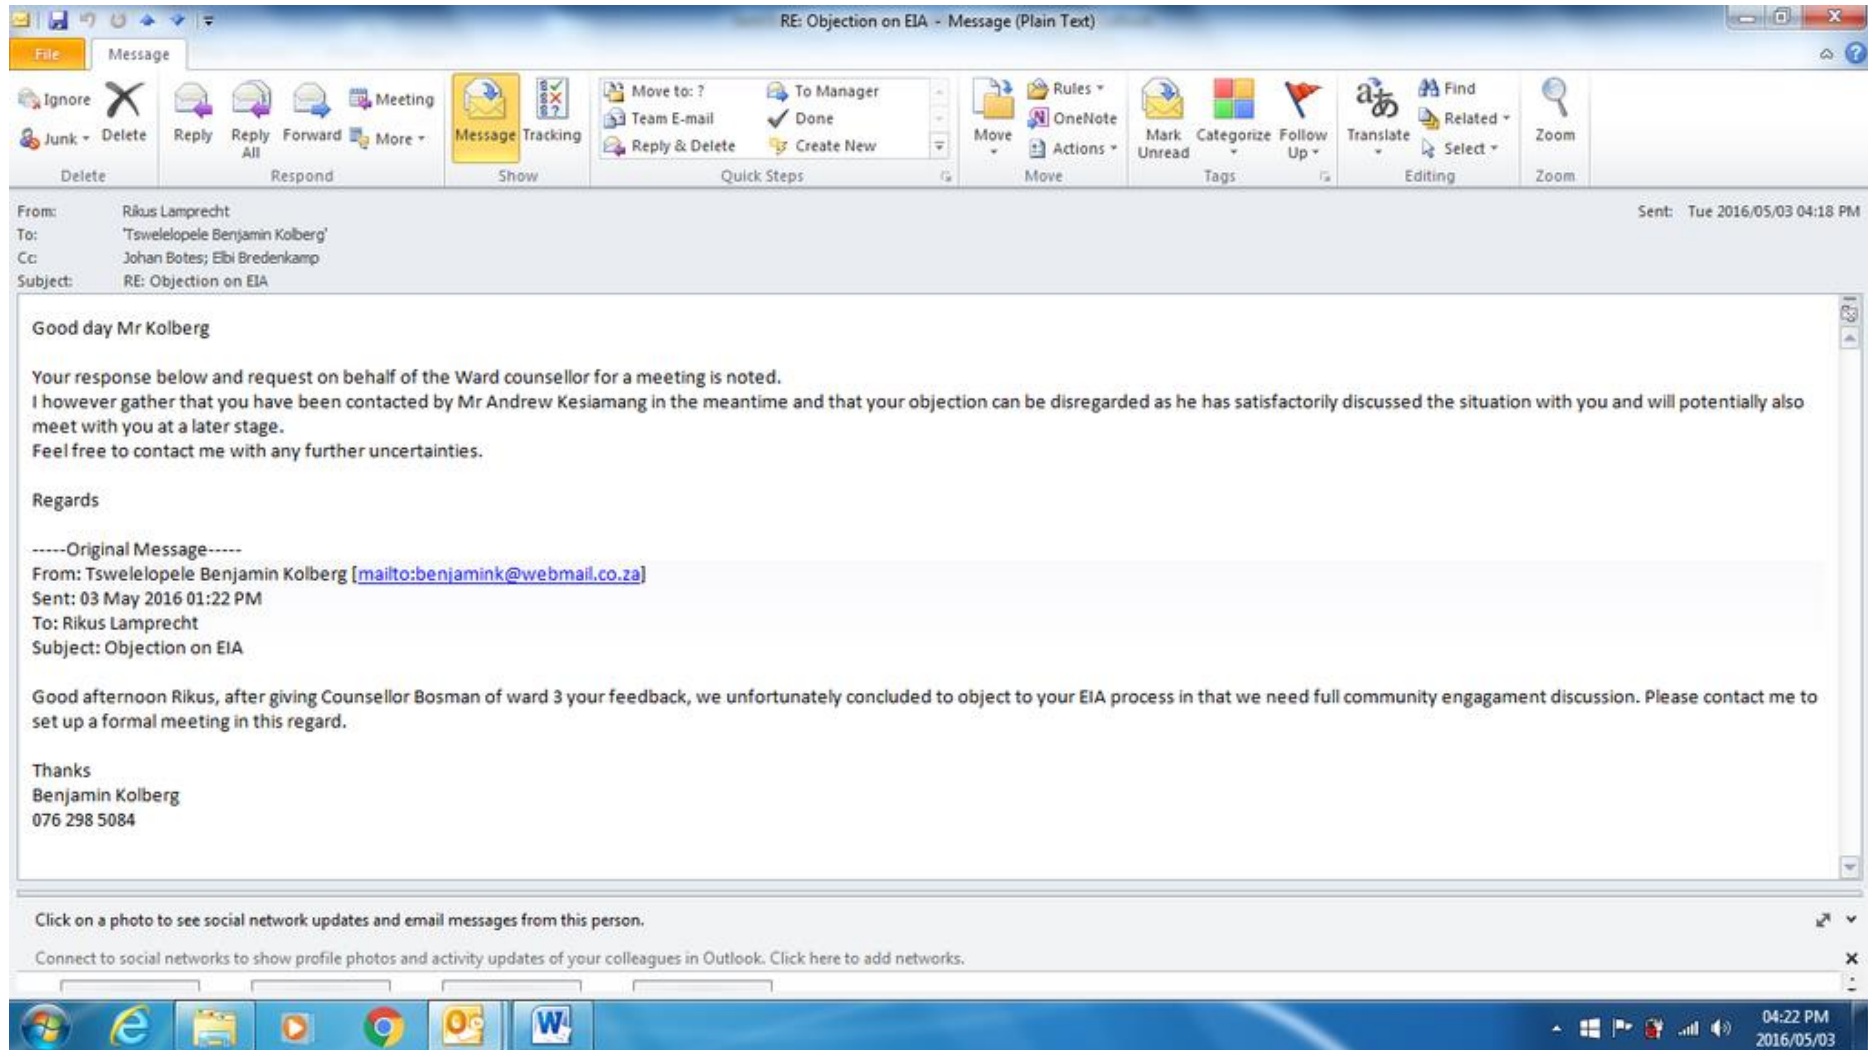 RE: Objection on EIA - Message (Plain Text)
File Message
Ignore
Junk
Delete
Reply
Reply All
Forward
Meeting
More
Message
Tracking
Move to: ?
Team E-mail
Reply & Delete
To Manager
Done
Create New
Move
Rules
OneNote
Actions
Mark Unread
Categorize
Follow Up
Translate
Find
Related
Select
Zoom
Delete Respond Show Quick Steps Move Tags Editing Zoom
From: Rikus Lamprecht Sent: Tue 2016/05/03 04:18 PM
To: 'Tswelelopele Benjamin Kolberg'
Cc: Johan Botes; Elbi Bredenkamp
Subject: RE: Objection on EIA
Good day Mr Kolberg
Your response below and request on behalf of the Ward counsellor for a meeting is noted.
I however gather that you have been contacted by Mr Andrew Kesiamang in the meantime and that your objection can be disregarded as he has satisfactorily discussed the situation with you and will potentially also
meet with you at a later stage.
Feel free to contact me with any further uncertainties.
Regards
-----Original Message-----
From: Tswelelopele Benjamin Kolberg [mailto:benjamink@webmail.co.za]
Sent: 03 May 2016 01:22 PM
To: Rikus Lamprecht
Subject: Objection on EIA
Good afternoon Rikus, after giving Counsellor Bosman of ward 3 your feedback, we unfortunately concluded to object to your EIA process in that we need full community engagament discussion. Please contact me to
set up a formal meeting in this regard.
Thanks
Benjamin Kolberg
076 298 5084
Click on a photo to see social network updates and email messages from this person.
Connect to social networks to show profile photos and activity updates of your colleagues in Outlook. Click here to add networks.
04:22 PM
2016/05/03